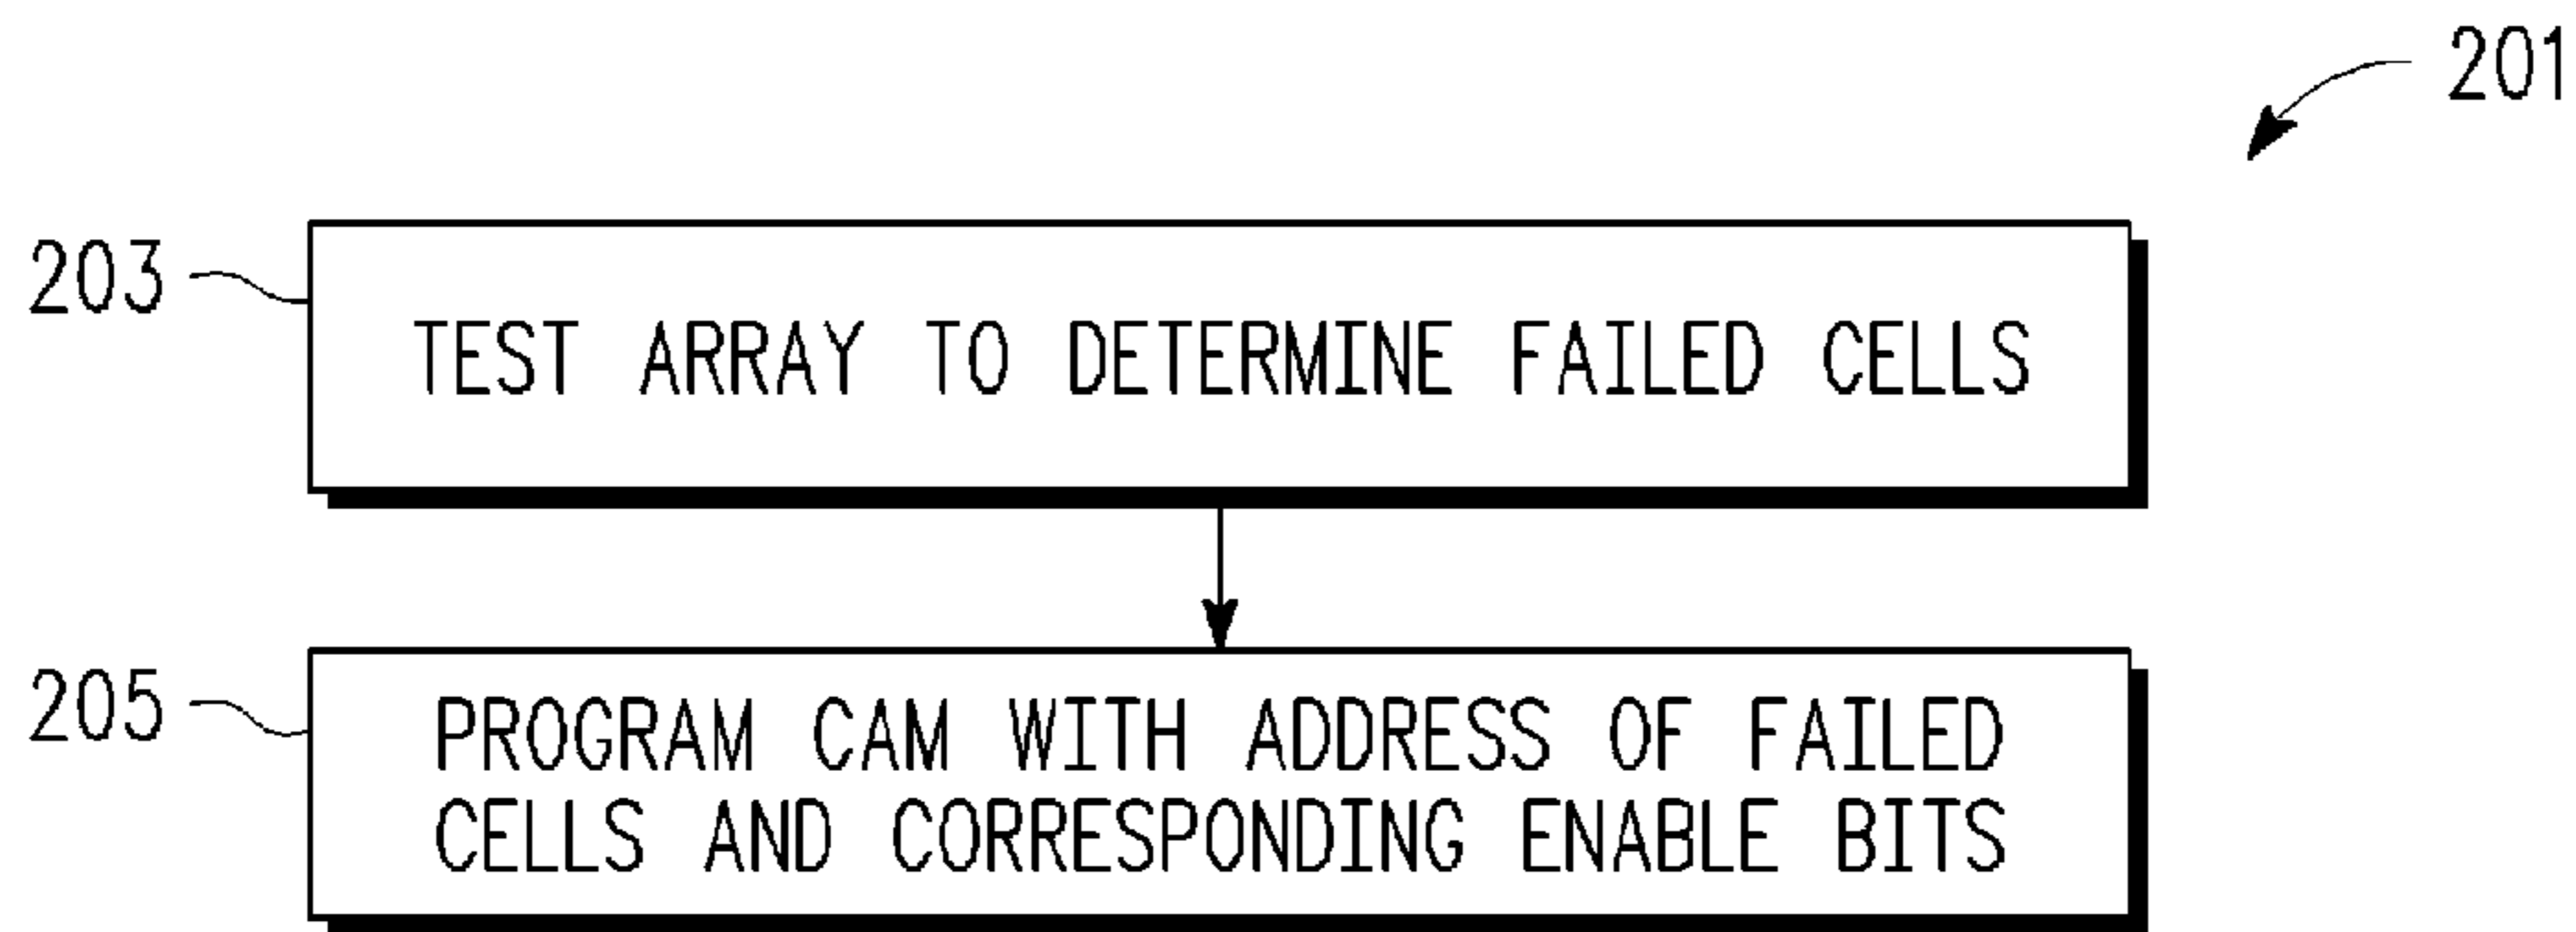 201
203
TEST ARRAY TO DETERMINE FAILED CELLS
205
PROGRAM CAM WITH ADDRESS OF FAILED
CELLS AND CORRESPONDING ENABLE BITS